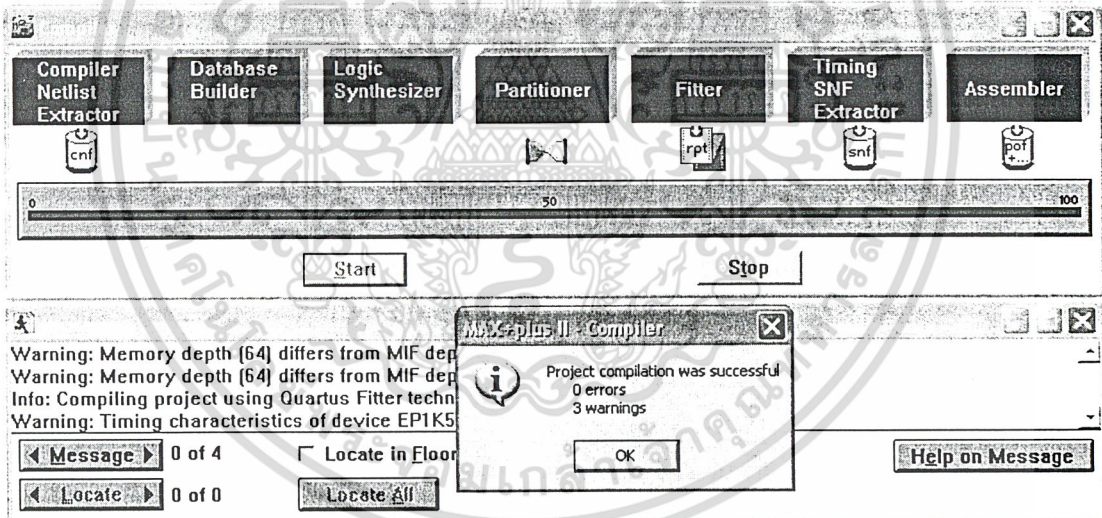 Compiler Netlist Extractor
Database Builder
Logic Synthesizer
Partitioner
Fitter
Timing SNF Extractor
Assembler
cnf
rpt
snf
pof +...
0 50 100
Start
Stop
MAX+plus II - Compiler
Project compilation was successful
0 errors
3 warnings
OK
Warning: Memory depth (64) differs from MIF dep
Warning: Memory depth (64) differs from MIF dep
Info: Compiling project using Quartus Fitter techn
Warning: Timing characteristics of device EP1K5
Message 0 of 4
Locate in Floor
Help on Message
Locate 0 of 0
Locate All